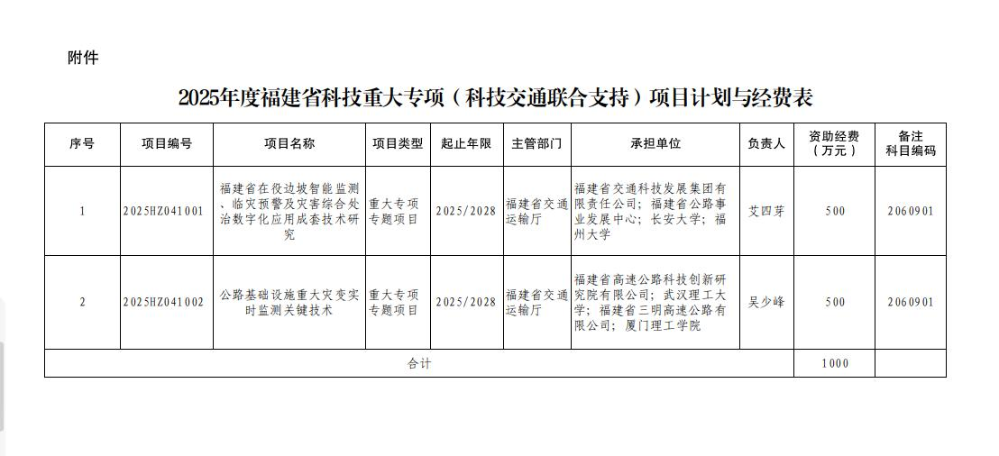 附件
2025年度福建省科技重大专项（科技交通联合支持）项目计划与经费表
序号
项目编号
项目名称
项目类型
起止年限
主管部门
承担单位
负责人
资助经费
（万元）
备注
科目编码
1
2025HZ041001
福建省在役边坡智能监测
、临灾预警及灾害综合处
治数字化应用成套技术研
究
重大专项
专题项目
2025/2028
福建省交通
运输厅
福建省交通科技发展集团有
限责任公司；福建省公路事
业发展中心；长安大学；福
州大学
艾四芽
500
2060901
2
2025HZ041002
公路基础设施重大灾变实
时监测关键技术
重大专项
专题项目
2025/2028
福建省交通
运输厅
福建省高速公路科技创新研
究院有限公司；武汉理工大
学；福建省三明高速公路有
限公司；厦门理工学院
吴少峰
500
2060901
合计
1000